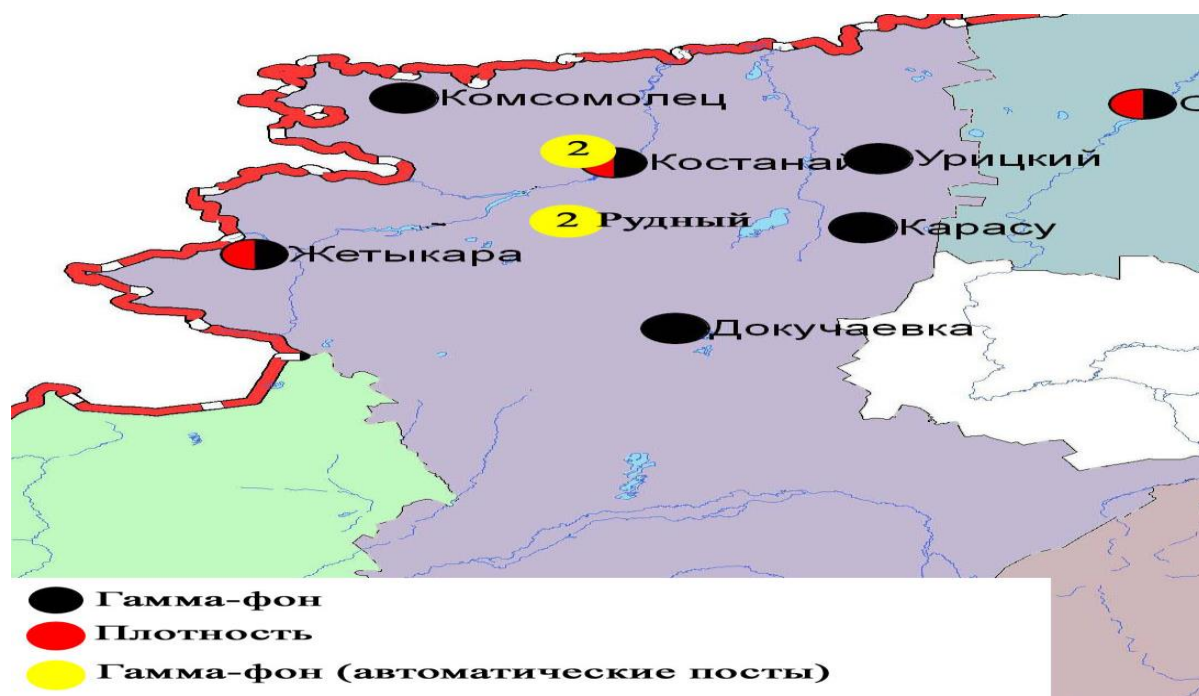 Комсомолец
2
Костанай
Урицкий
2 Рудный
Карасу
Жетыкара
Докучаевка
Гамма-фон
Плотность
Гамма-фон (автоматические посты)